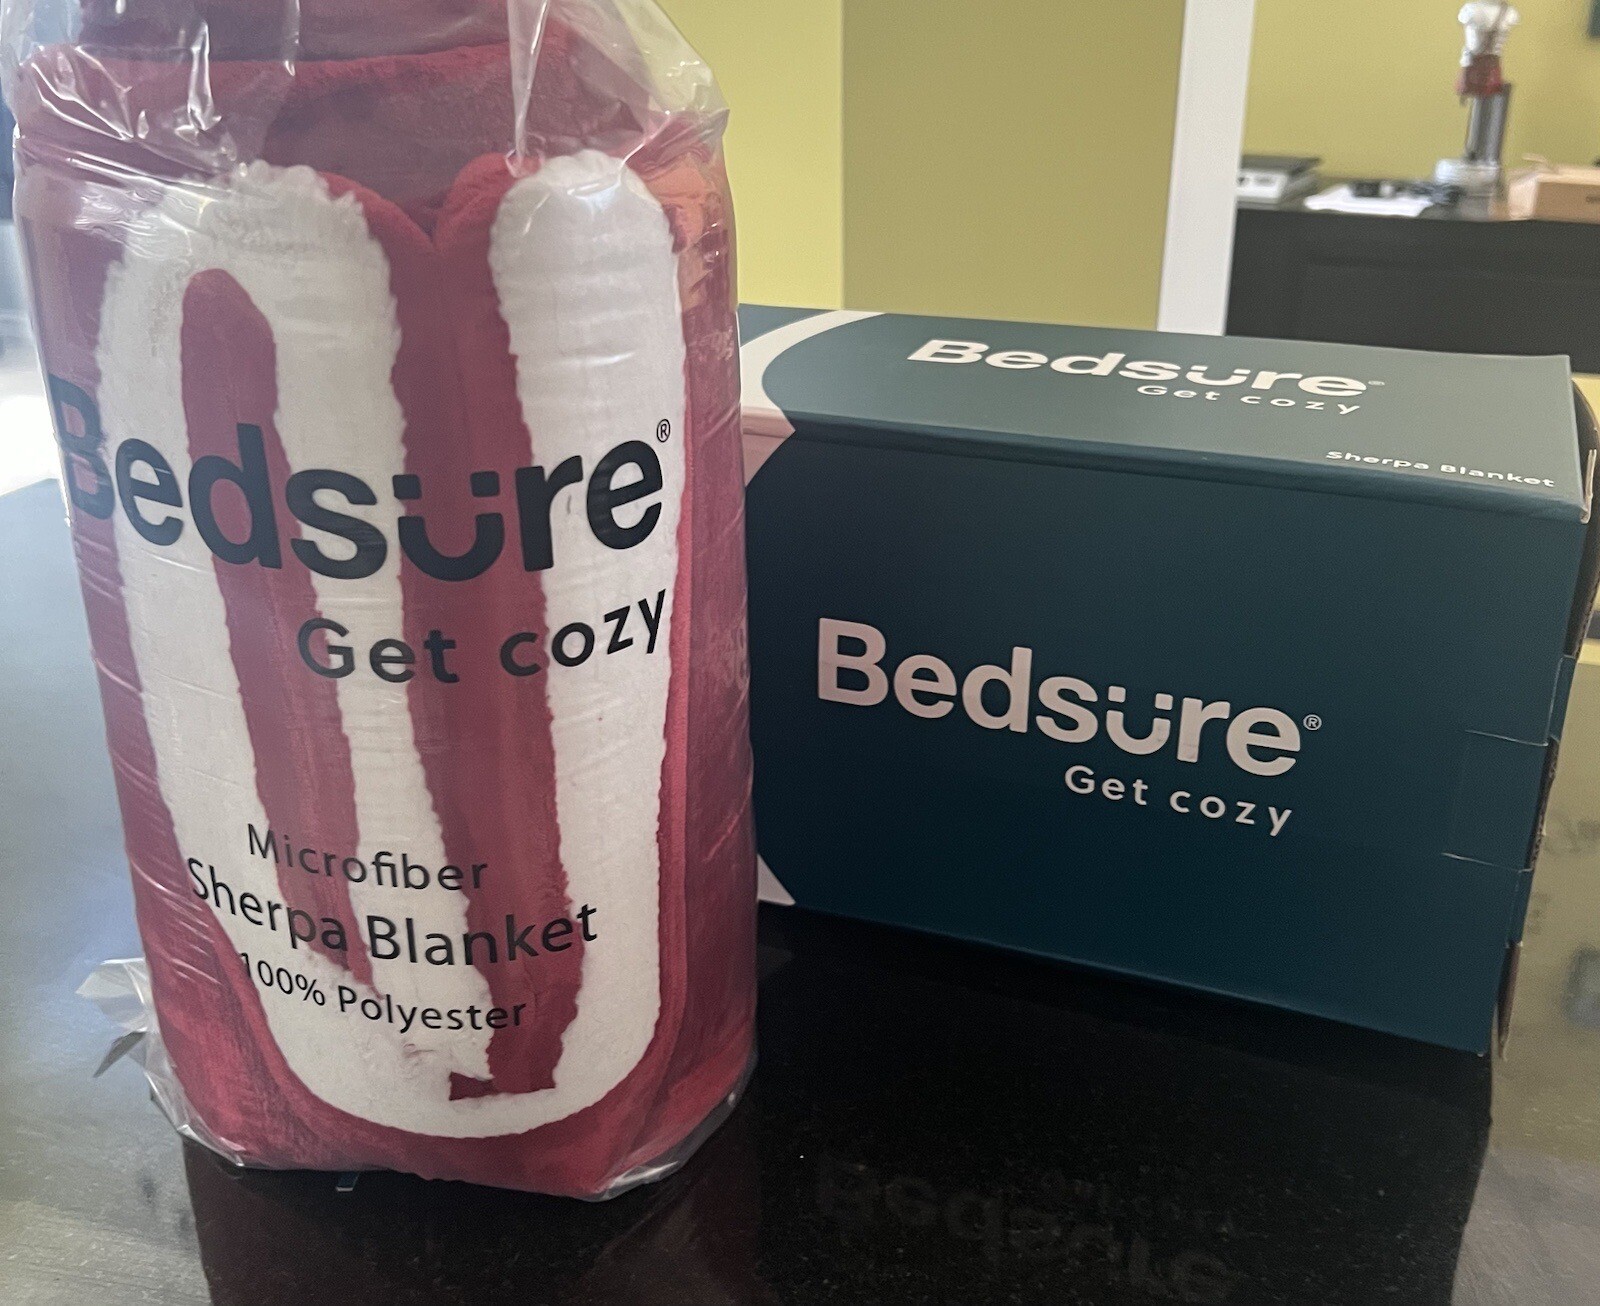 Bedsure®
Get cozy
Microfiber
Sherpa Blanket
100% Polyester
Bedsure®
Get cozy
Sherpa Blanket
Bedsure®
Get cozy